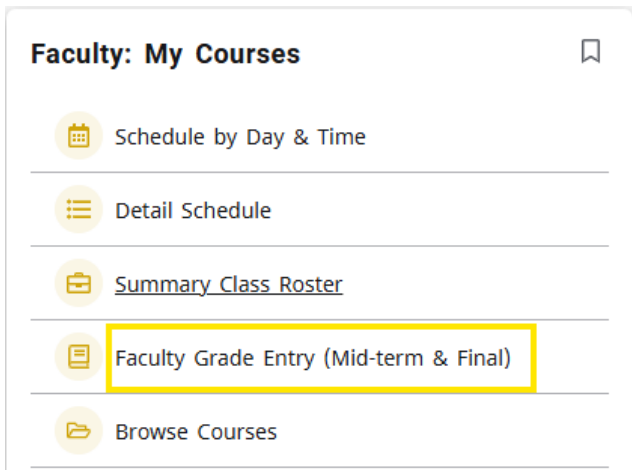 Faculty: My Courses
Schedule by Day & Time
Detail Schedule
Summary Class Roster
Faculty Grade Entry (Mid-term & Final)
Browse Courses